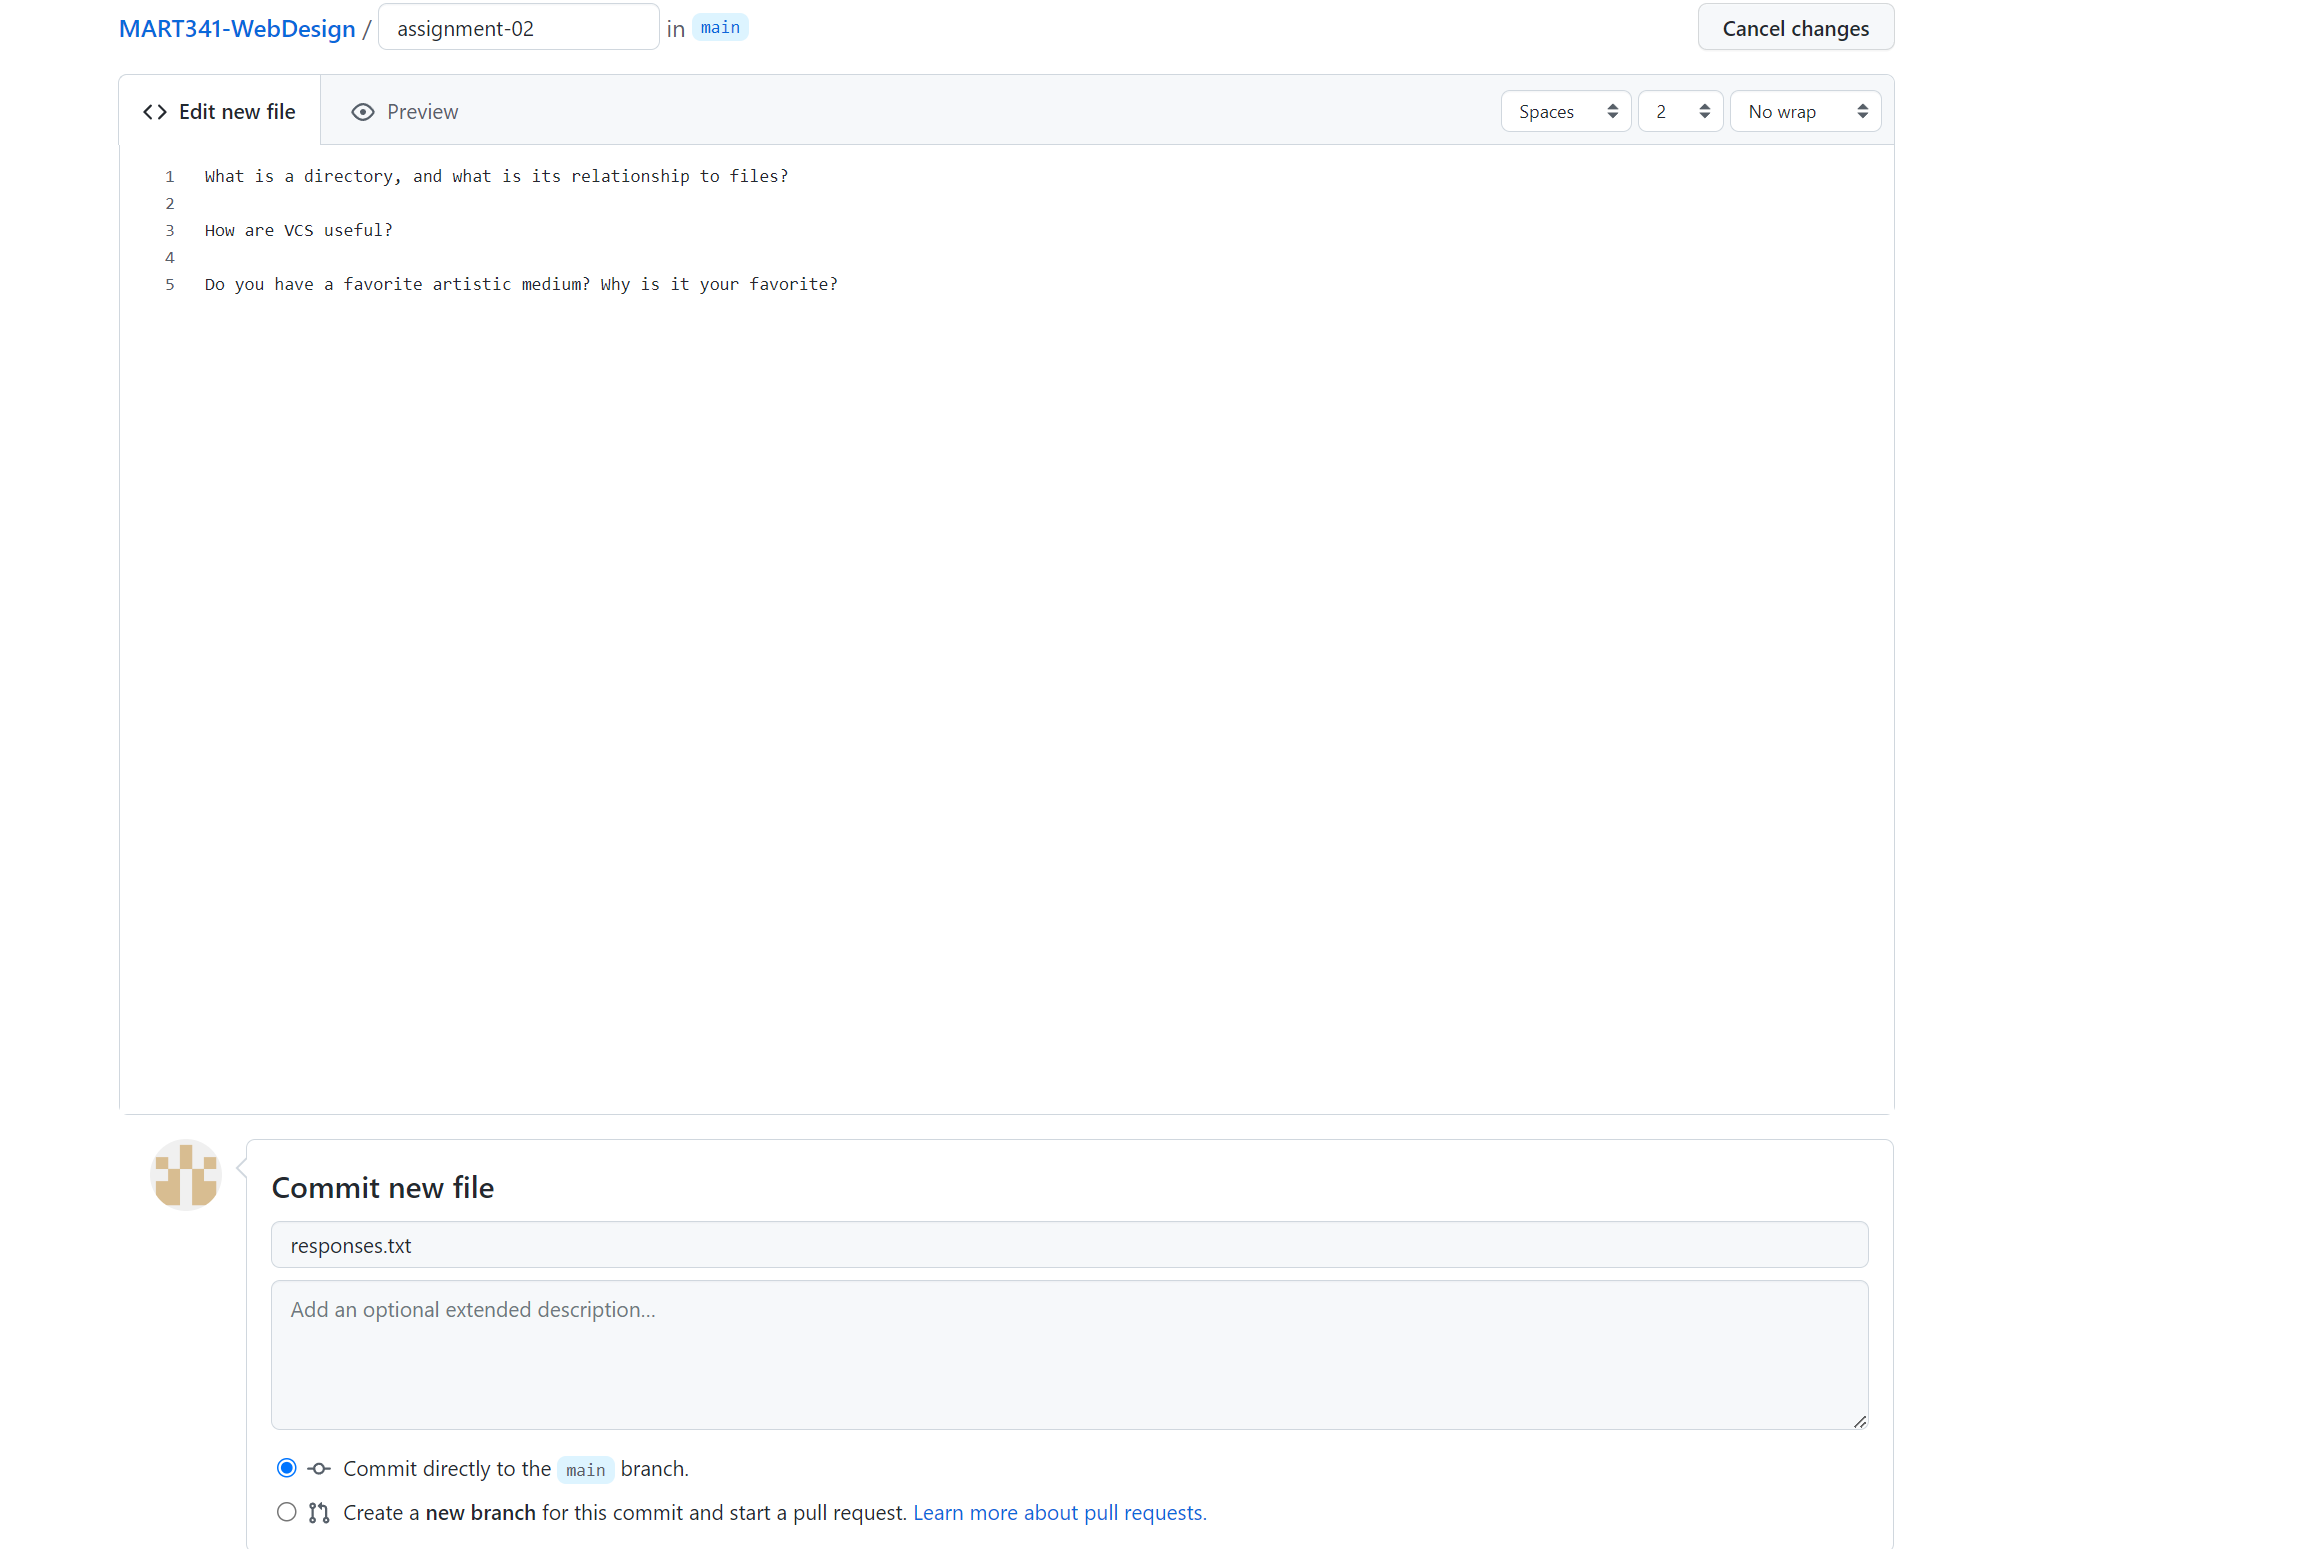 MART341-WebDesign / assignment-02 in main Cancel changes
Edit new file Preview Spaces 2 No wrap
1 What is a directory, and what is its relationship to files?
2
3 How are VCS useful?
4
5 Do you have a favorite artistic medium? Why is it your favorite?
Commit new file
responses.txt
Add an optional extended description...
Commit directly to the main branch.
Create a new branch for this commit and start a pull request. Learn more about pull requests.